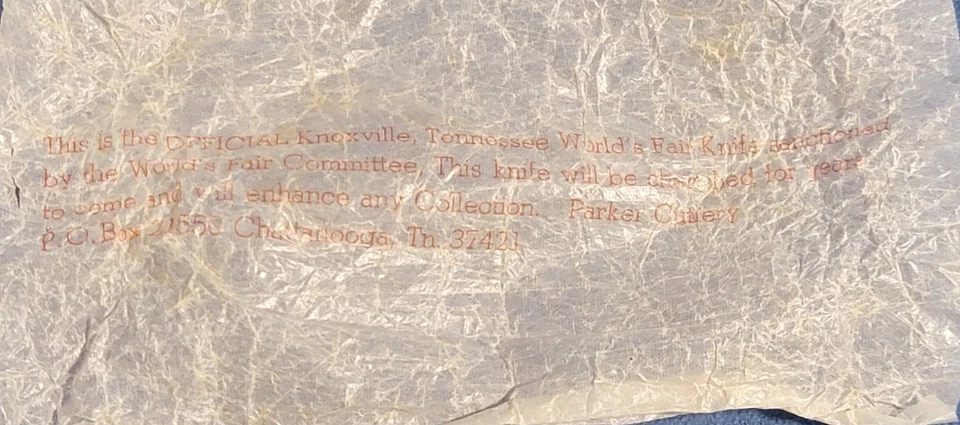 This is the OFFICIAL Knoxville, Tennessee World's Fair Knife sanctioned
by the World's Fair Committee, This knife will be cherished for years
to come and will enhance any Collection. Parker Cutlery
P.O.Box Chattanooga, Tn. 37421